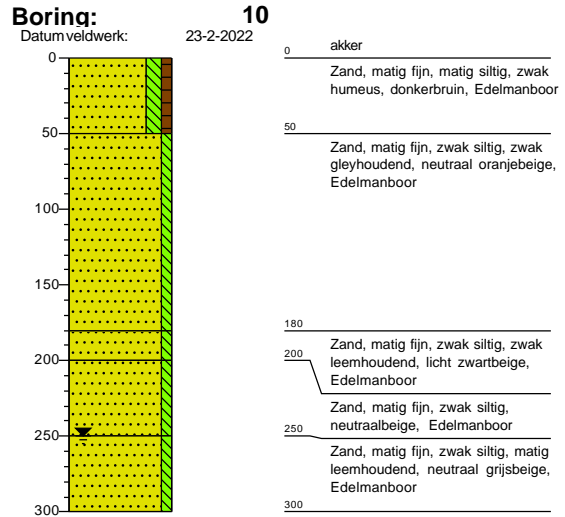 Boring: 10
Datum veldwerk: 23-2-2022
0
50
100
150
200
250
300
0 akker
Zand, matig fijn, matig siltig, zwak
humeus, donkerbruin, Edelmanboor
50
Zand, matig fijn, zwak siltig, zwak
gleyhoudend, neutraal oranjebeige,
Edelmanboor
180
Zand, matig fijn, zwak siltig, zwak
leemhoudend, licht zwartbeige,
Edelmanboor
200
Zand, matig fijn, zwak siltig,
neutraalbeige, Edelmanboor
250
Zand, matig fijn, zwak siltig, matig
leemhoudend, neutraal grijsbeige,
Edelmanboor
300